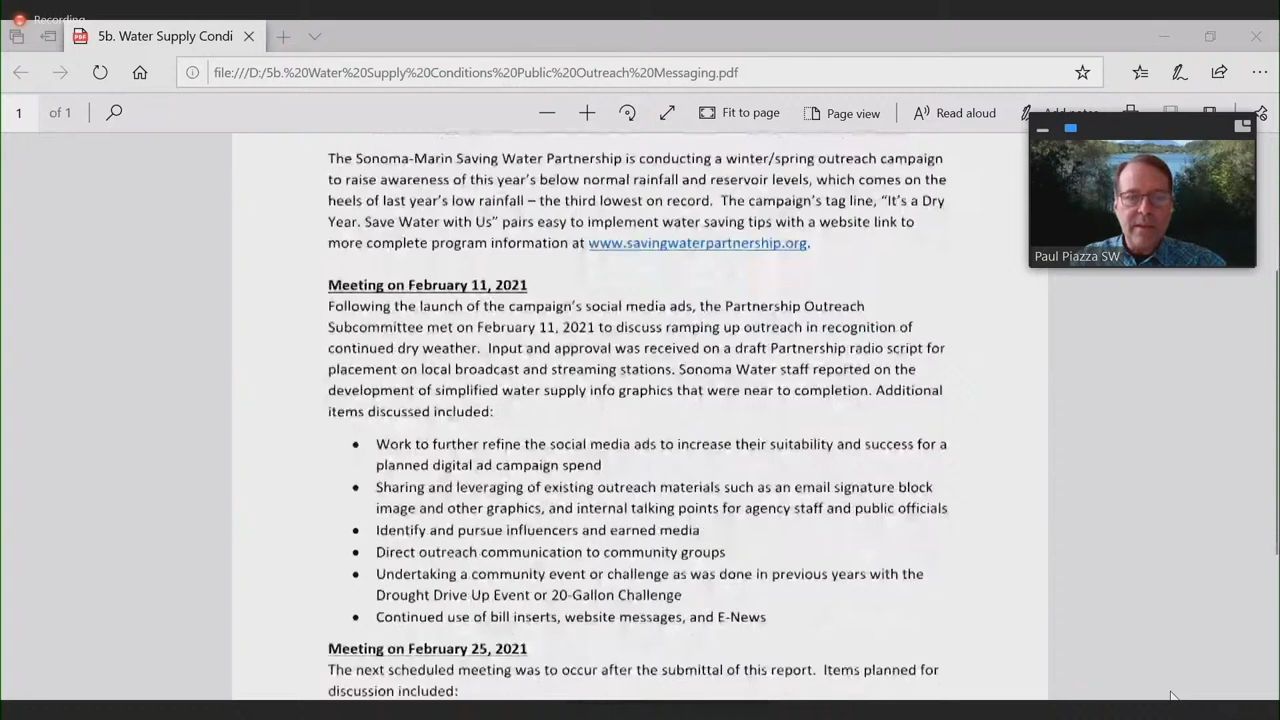 Recording
5b. Water Supply Condi
file:///D:/5b.%20Water%20Supply%20Conditions%20Public%20Outreach%20Messaging.pdf
1 of 1
Fit to page
Page view
Read aloud
Add notes
The Sonoma-Marin Saving Water Partnership is conducting a winter/spring outreach campaign
to raise awareness of this year's below normal rainfall and reservoir levels, which comes on the
heels of last year's low rainfall – the third lowest on record. The campaign's tag line, "It's a Dry
Year. Save Water with Us" pairs easy to implement water saving tips with a website link to
more complete program information at www.savingwaterpartnership.org.
Paul Piazza SW
Meeting on February 11, 2021
Following the launch of the campaign's social media ads, the Partnership Outreach
Subcommittee met on February 11, 2021 to discuss ramping up outreach in recognition of
continued dry weather. Input and approval was received on a draft Partnership radio script for
placement on local broadcast and streaming stations. Sonoma Water staff reported on the
development of simplified water supply info graphics that were near to completion. Additional
items discussed included:
• Work to further refine the social media ads to increase their suitability and success for a
planned digital ad campaign spend
• Sharing and leveraging of existing outreach materials such as an email signature block
image and other graphics, and internal talking points for agency staff and public officials
• Identify and pursue influencers and earned media
• Direct outreach communication to community groups
• Undertaking a community event or challenge as was done in previous years with the
Drought Drive Up Event or 20-Gallon Challenge
• Continued use of bill inserts, website messages, and E-News
Meeting on February 25, 2021
The next scheduled meeting was to occur after the submittal of this report. Items planned for
discussion included: